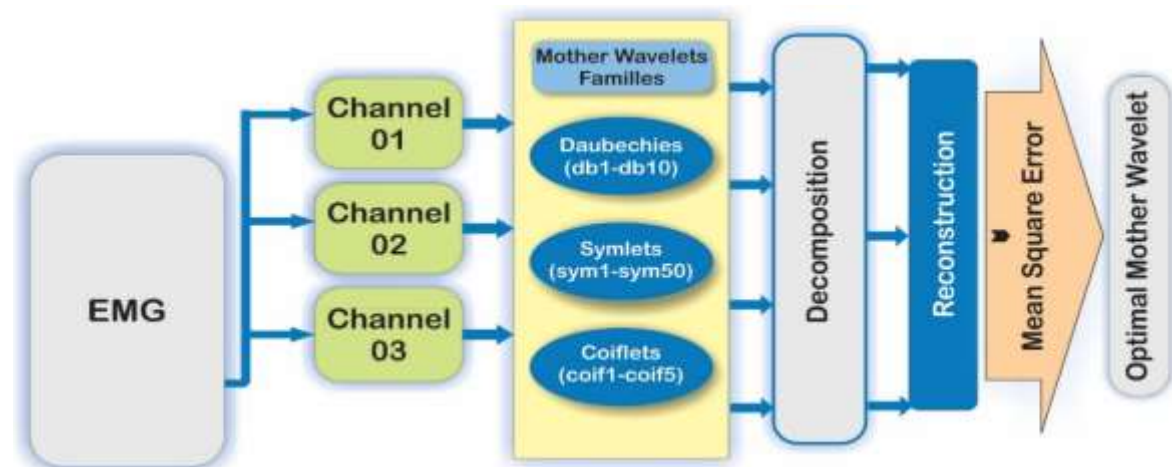 EMG
Channel
01
Channel
02
Channel
03
Mother Wavelets
Familles
Daubechies
(db1-db10)
Symlets
(sym1-sym50)
Coiflets
(coif1-coif5)
Decomposition
Reconstruction
Mean Square Error
Optimal Mother Wavelet